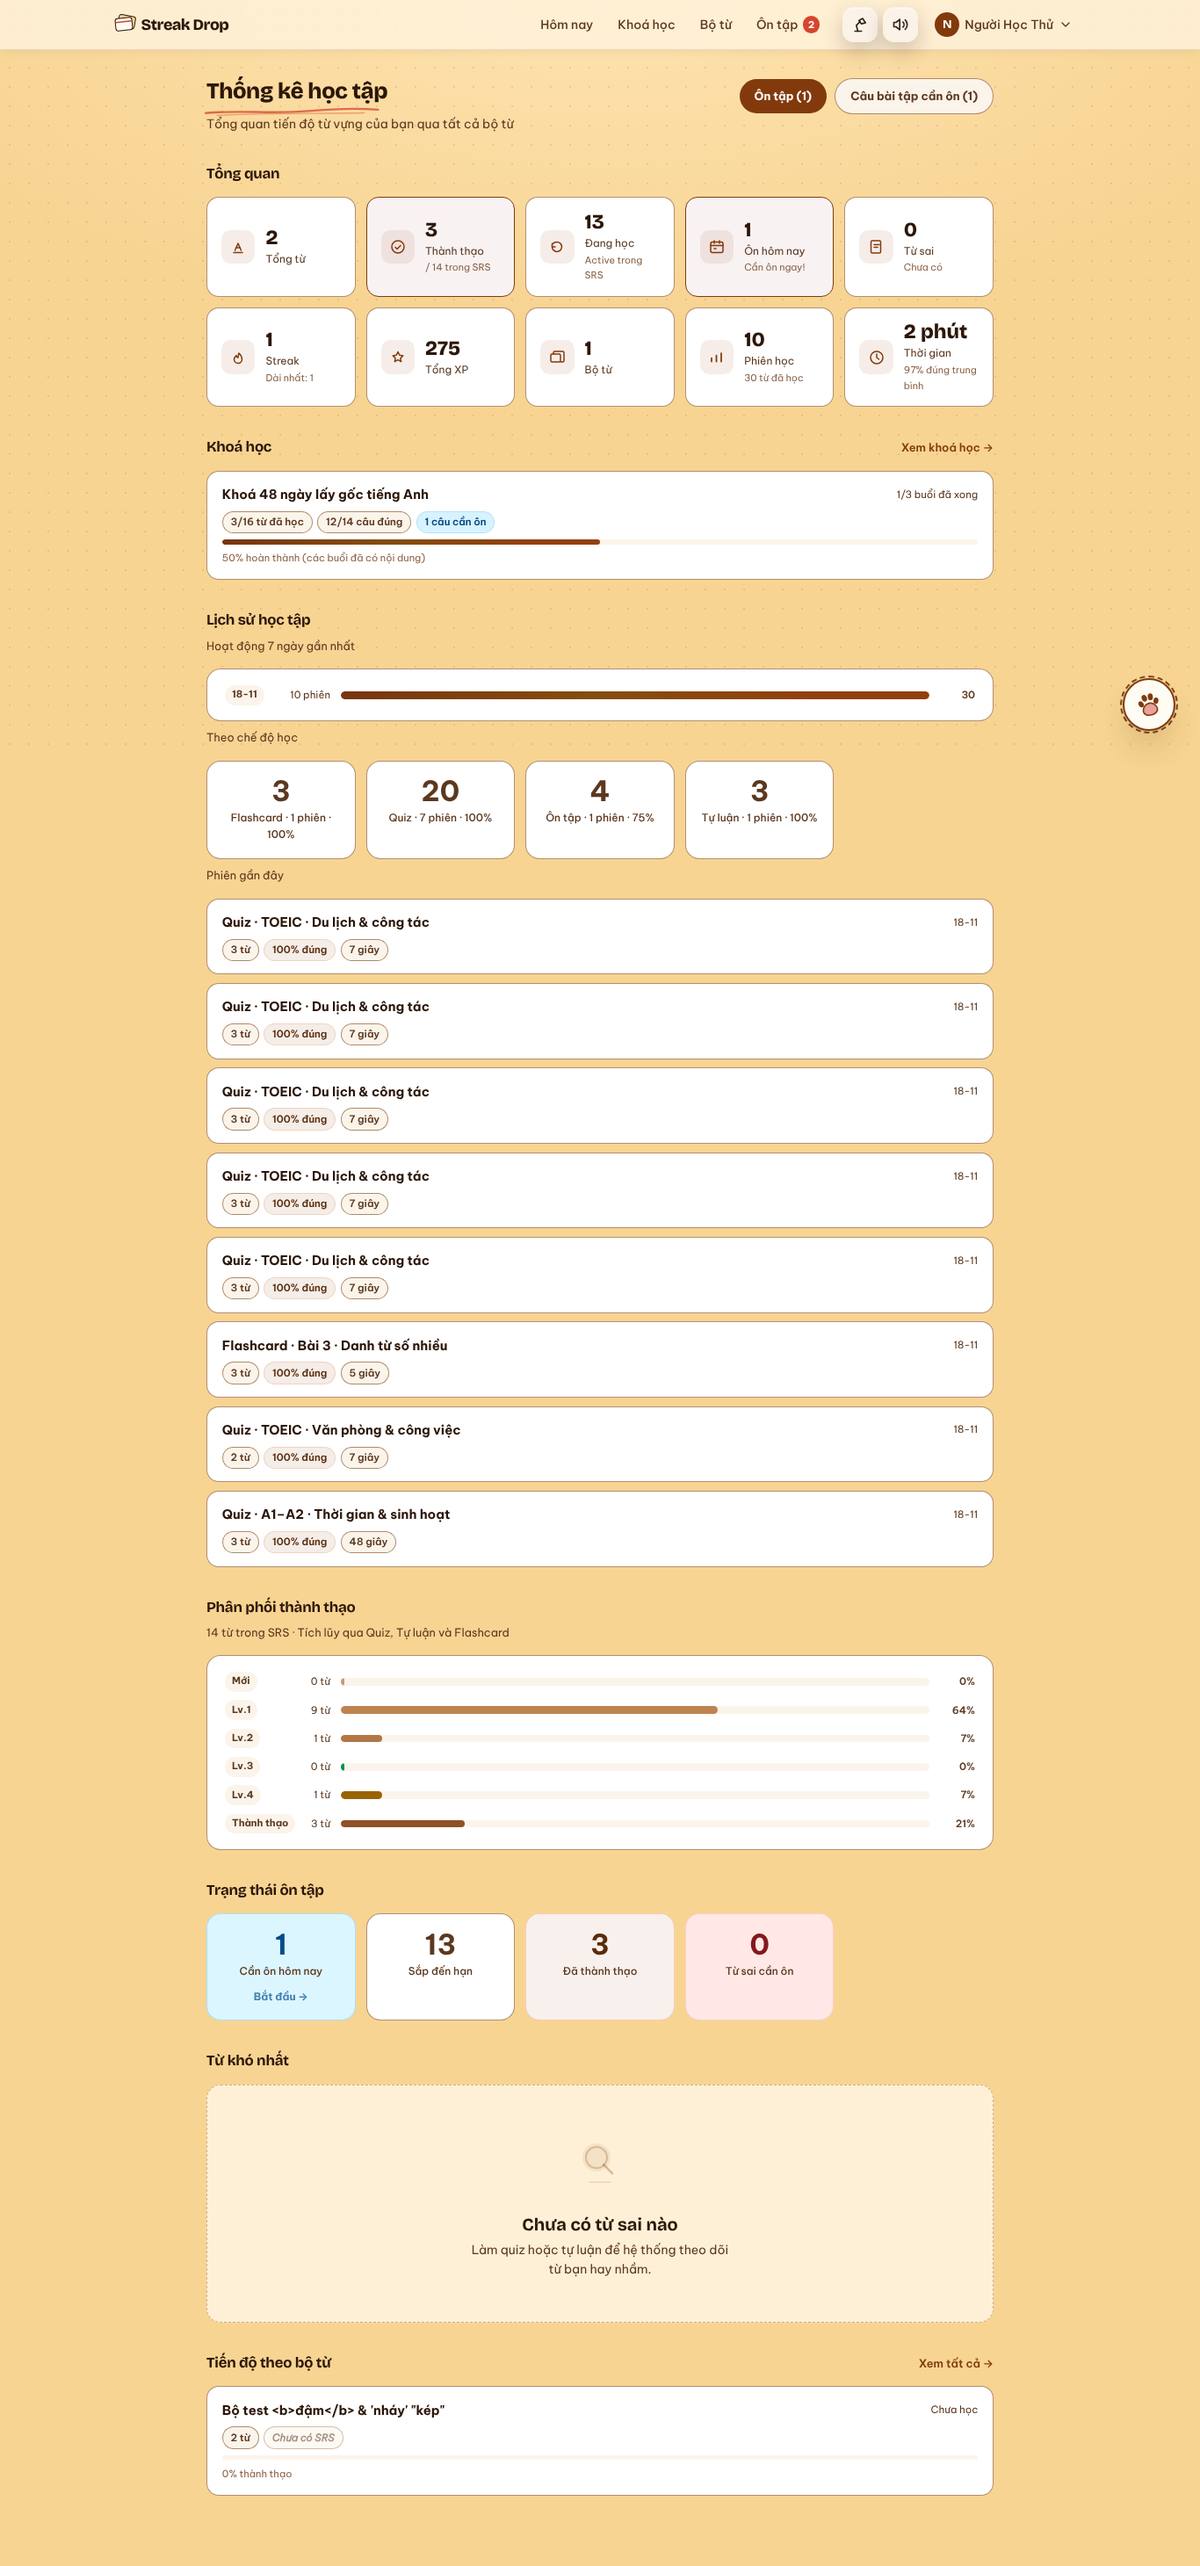 Streak Drop
Hôm nay
Khoá học
Bộ từ
Ôn tập 2
N Người Học Thử
Thống kê học tập
Tổng quan tiến độ từ vựng của bạn qua tất cả bộ từ
Ôn tập (1)
Câu bài tập cần ôn (1)
Tổng quan
2
Tổng từ
3
Thành thạo
/ 14 trong SRS
13
Đang học
Active trong
SRS
1
Ôn hôm nay
Cần ôn ngay!
0
Từ sai
Chưa có
1
Streak
Dài nhất: 1
275
Tổng XP
1
Bộ từ
10
Phiên học
30 từ đã học
2 phút
Thời gian
97% đúng trung
bình
Khoá học
Xem khoá học →
Khoá 48 ngày lấy gốc tiếng Anh
1/3 buổi đã xong
3/16 từ đã học
12/14 câu đúng
1 câu cần ôn
50% hoàn thành (các buổi đã có nội dung)
Lịch sử học tập
Hoạt động 7 ngày gần nhất
18-11 10 phiên 30
Theo chế độ học
3
Flashcard · 1 phiên ·
100%
20
Quiz · 7 phiên · 100%
4
Ôn tập · 1 phiên · 75%
3
Tự luận · 1 phiên · 100%
Phiên gần đây
Quiz · TOEIC · Du lịch & công tác 18-11
3 từ 100% đúng 7 giây
Quiz · TOEIC · Du lịch & công tác 18-11
3 từ 100% đúng 7 giây
Quiz · TOEIC · Du lịch & công tác 18-11
3 từ 100% đúng 7 giây
Quiz · TOEIC · Du lịch & công tác 18-11
3 từ 100% đúng 7 giây
Quiz · TOEIC · Du lịch & công tác 18-11
3 từ 100% đúng 7 giây
Flashcard · Bài 3 · Danh từ số nhiều 18-11
3 từ 100% đúng 5 giây
Quiz · TOEIC · Văn phòng & công việc 18-11
2 từ 100% đúng 7 giây
Quiz · A1–A2 · Thời gian & sinh hoạt 18-11
3 từ 100% đúng 48 giây
Phân phối thành thạo
14 từ trong SRS · Tích lũy qua Quiz, Tự luận và Flashcard
Mới 0 từ 0%
Lv.1 9 từ 64%
Lv.2 1 từ 7%
Lv.3 0 từ 0%
Lv.4 1 từ 7%
Thành thạo 3 từ 21%
Trạng thái ôn tập
1
Cần ôn hôm nay
Bắt đầu →
13
Sắp đến hạn
3
Đã thành thạo
0
Từ sai cần ôn
Từ khó nhất
Chưa có từ sai nào
Làm quiz hoặc tự luận để hệ thống theo dõi
từ bạn hay nhầm.
Tiến độ theo bộ từ
Xem tất cả →
Bộ test <b>đậm</b> & 'nháy' "kép"
Chưa học
2 từ Chưa có SRS
0% thành thạo